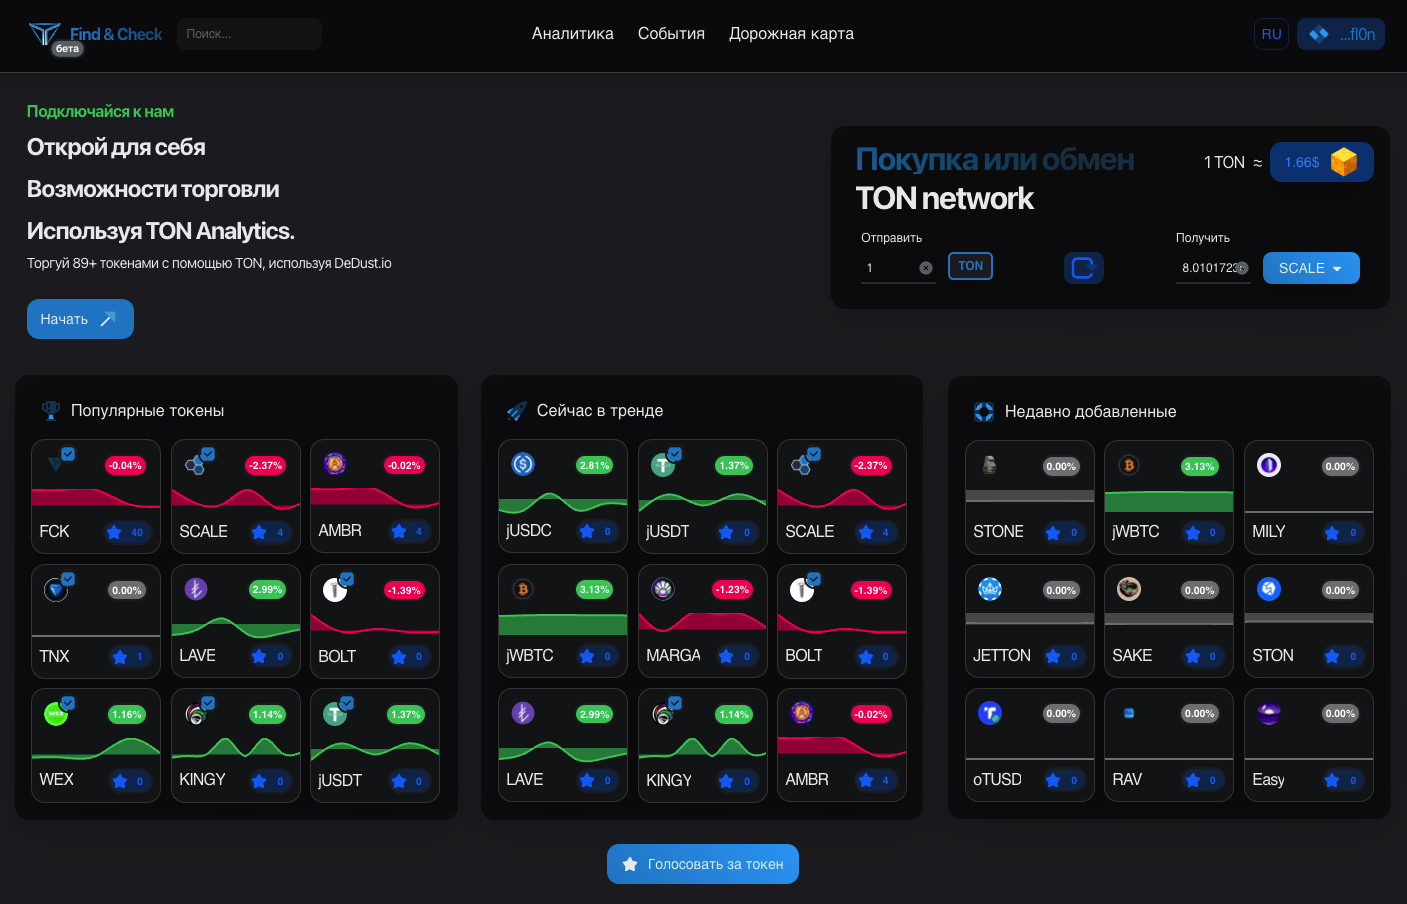 Find & Check
бета
Поиск...
Аналитика
События
Дорожная карта
RU
...fl0n
Подключайся к нам
Открой для себя
Возможности торговли
Используя TON Analytics.
Торгуй 89+ токенами с помощью TON, используя DeDust.io
Начать
Покупка или обмен
TON network
1 TON ≈
1.66$
Отправить
1
TON
Получить
8.0101723
SCALE
Популярные токены
-0.04%
-2.37%
-0.02%
FCK
40
SCALE
4
AMBR
4
0.00%
2.99%
-1.39%
TNX
1
LAVE
0
BOLT
0
WEX
1.16%
1.14%
1.37%
WEX
0
KINGY
0
jUSDT
0
Сейчас в тренде
2.81%
1.37%
-2.37%
jUSDC
0
jUSDT
0
SCALE
4
3.13%
-1.23%
-1.39%
jWBTC
0
MARGA
0
BOLT
0
2.99%
1.14%
-0.02%
LAVE
0
KINGY
0
AMBR
4
Недавно добавленные
0.00%
3.13%
0.00%
STONE
0
jWBTC
0
MILY
0
0.00%
0.00%
0.00%
JETTON
0
SAKE
0
STON
0
0.00%
0.00%
0.00%
oTUSD
0
RAV
0
Easy
0
Голосовать за токен